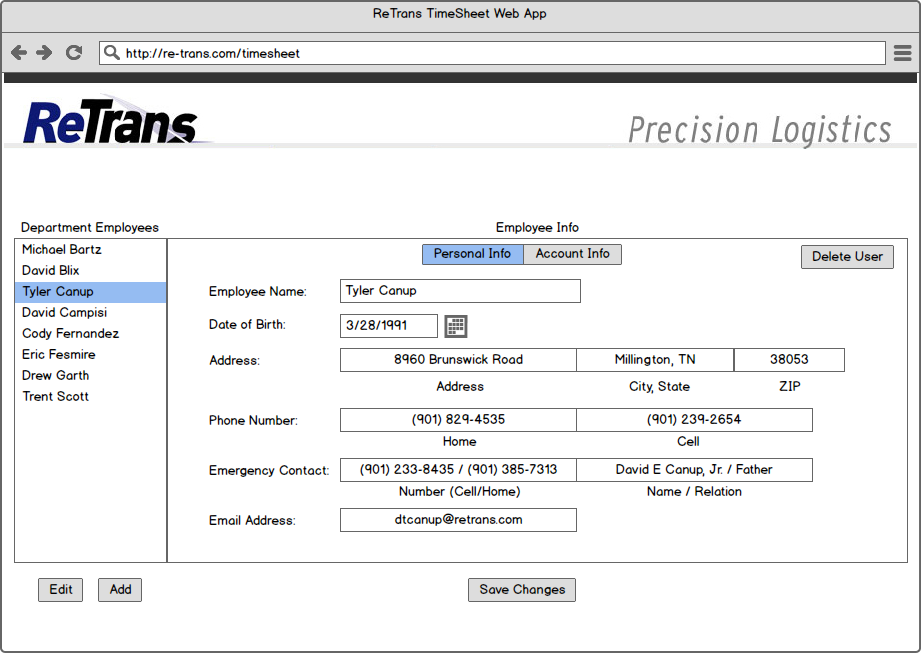 ReTrans TimeSheet Web App
http://re-trans.com/timesheet
ReTrans
Precision Logistics
Department Employees
Employee Info
Michael Bartz
David Blix
Tyler Canup
David Campisi
Cody Fernandez
Eric Fesmire
Drew Garth
Trent Scott
Personal Info Account Info
Delete User
Employee Name: Tyler Canup
Date of Birth: 3/28/1991
Address: 8960 Brunswick Road Millington, TN 38053
Address City, State ZIP
Phone Number: (901) 829-4535 (901) 239-2654
Home Cell
Emergency Contact: (901) 233-8435 / (901) 385-7313 David E Canup, Jr. / Father
Number (Cell/Home) Name / Relation
Email Address: dtcanup@retrans.com
Edit Add Save Changes